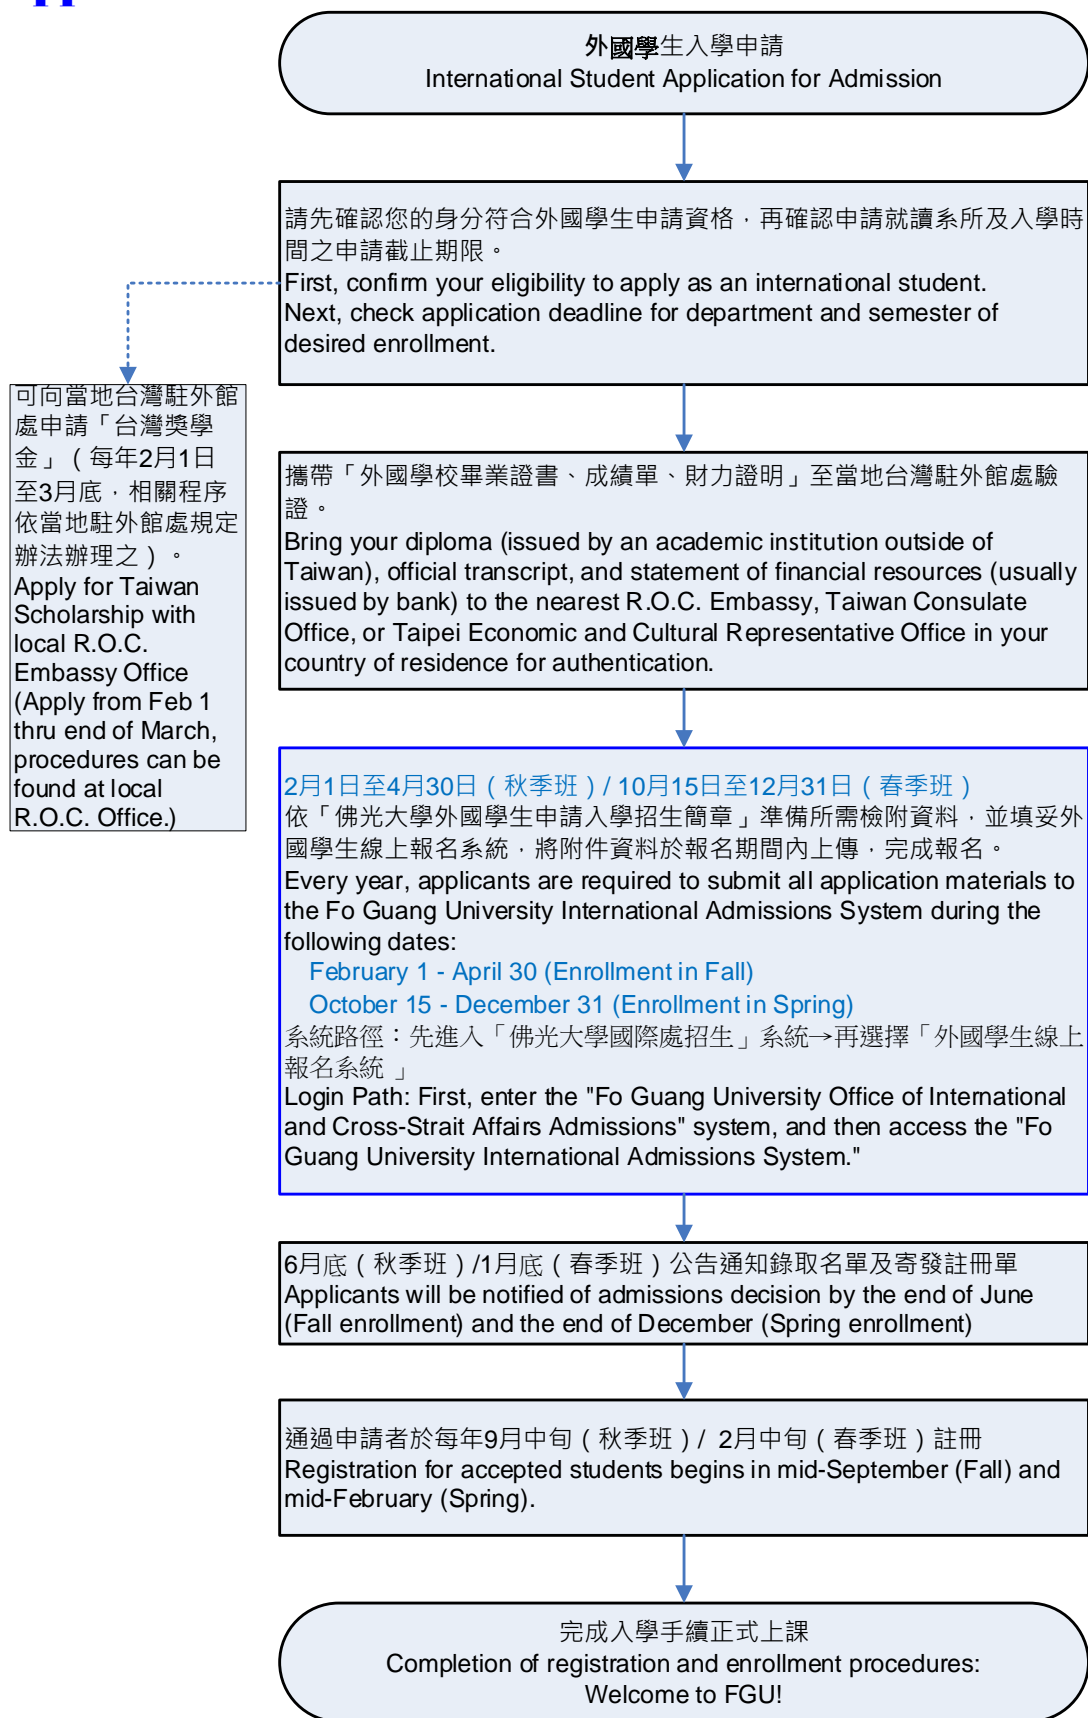 外國學生入學申請
International Student Application for Admission
請先確認您的身分符合外國學生申請資格，再確認申請就讀系所及入學時
間之申請截止期限。
First, confirm your eligibility to apply as an international student.
Next, check application deadline for department and semester of
desired enrollment.
可向當地台灣駐外館
處申請「台灣獎學
金」（每年2月1日
至3月底，相關程序
依當地駐外館處規定
辦法辦理之）。
Apply for Taiwan
Scholarship with
local R.O.C.
Embassy Office
(Apply from Feb 1
thru end of March,
procedures can be
found at local
R.O.C. Office.)
攜帶「外國學校畢業證書、成績單、財力證明」至當地台灣駐外館處驗
證。
Bring your diploma (issued by an academic institution outside of
Taiwan), official transcript, and statement of financial resources (usually
issued by bank) to the nearest R.O.C. Embassy, Taiwan Consulate
Office, or Taipei Economic and Cultural Representative Office in your
country of residence for authentication.
2月1日至4月30日（秋季班）/ 10月15日至12月31日（春季班）
依「佛光大學外國學生申請入學招生簡章」準備所需檢附資料，並填妥外
國學生線上報名系統，將附件資料於報名期間內上傳，完成報名。
Every year, applicants are required to submit all application materials to
the Fo Guang University International Admissions System during the
following dates:
February 1 - April 30 (Enrollment in Fall)
October 15 - December 31 (Enrollment in Spring)
系統路徑：先進入「佛光大學國際處招生」系統→再選擇「外國學生線上
報名系統 」
Login Path: First, enter the "Fo Guang University Office of International
and Cross-Strait Affairs Admissions" system, and then access the "Fo
Guang University International Admissions System."
6月底（秋季班）/1月底（春季班）公告通知錄取名單及寄發註冊單
Applicants will be notified of admissions decision by the end of June
(Fall enrollment) and the end of December (Spring enrollment)
通過申請者於每年9月中旬（秋季班）/ 2月中旬（春季班）註冊
Registration for accepted students begins in mid-September (Fall) and
mid-February (Spring).
完成入學手續正式上課
Completion of registration and enrollment procedures:
Welcome to FGU!